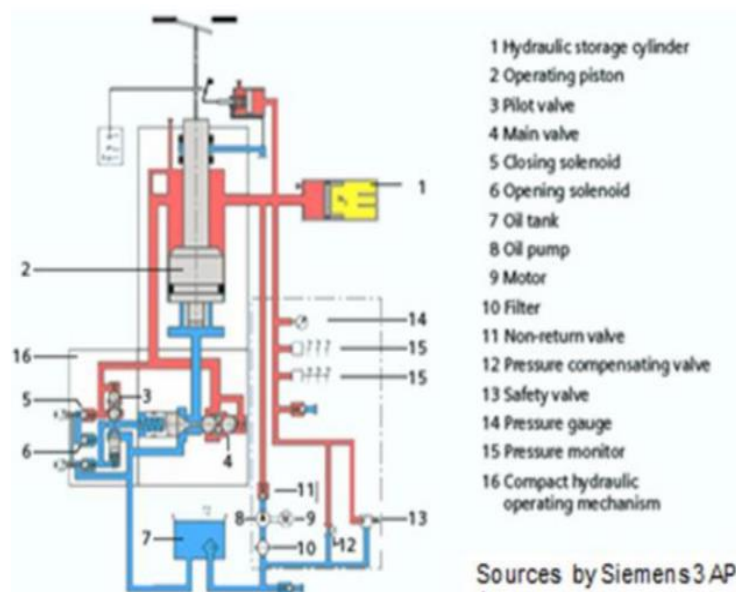 1 Hydraulic storage cylinder
2 Operating piston
3 Pilot valve
4 Main valve
5 Closing solenoid
6 Opening solenoid
7 Oil tank
8 Oil pump
9 Motor
10 Filter
11 Non-return valve
12 Pressure compensating valve
13 Safety valve
14 Pressure gauge
15 Pressure monitor
16 Compact hydraulic
operating mechanism
1
2
14
15
15
16
3
5
6
4
11
8
9
13
7
10
12
Sources by Siemens 3 AP